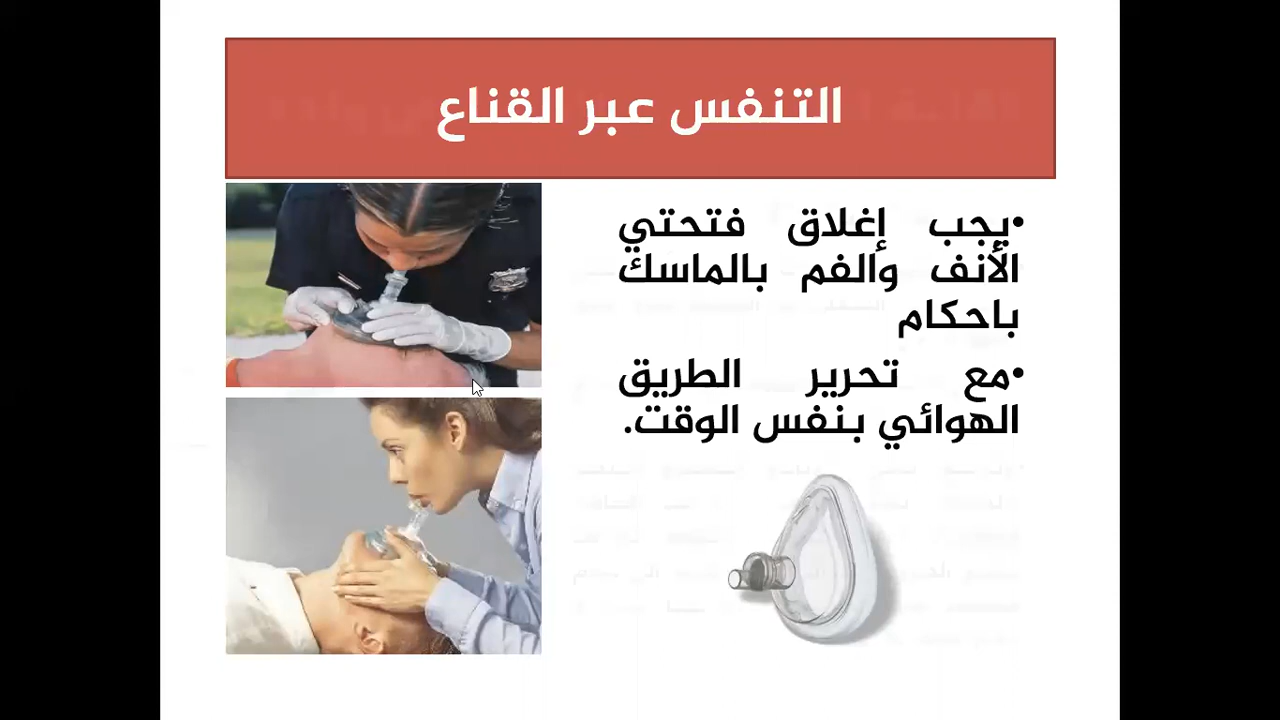 التنفس عبر القناع
•يجب إغلاق فتحتي
الأنف والفم بالماسك
باحكام
•مع تحرير الطريق
الهوائي بنفس الوقت.